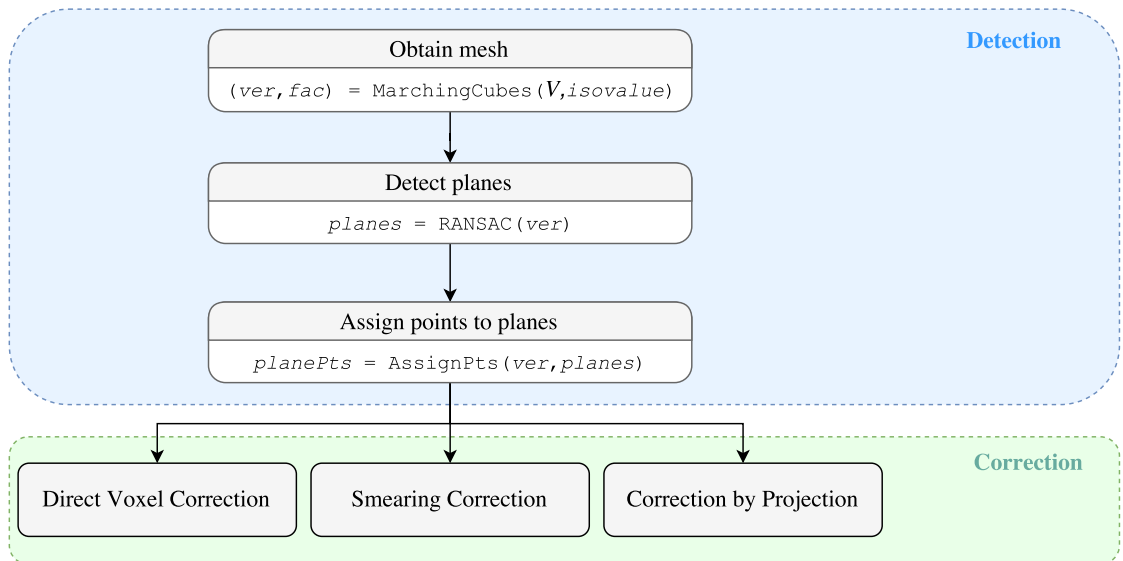 Detection
Obtain mesh
(ver,fac) = MarchingCubes(V,isovalue)
Detect planes
planes = RANSAC(ver)
Assign points to planes
planePts = AssignPts(ver,planes)
Correction
Direct Voxel Correction
Smearing Correction
Correction by Projection